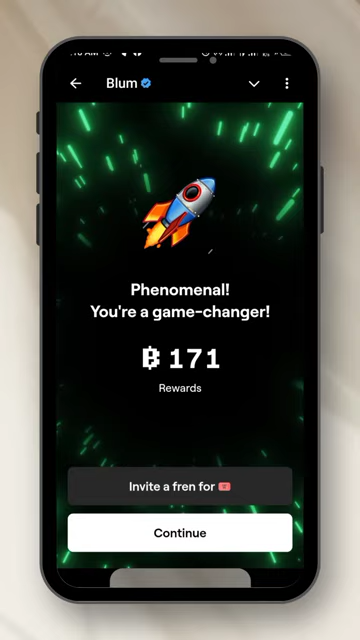 Blum
Phenomenal!
You're a game-changer!
171
Rewards
Invite a fren for
Continue